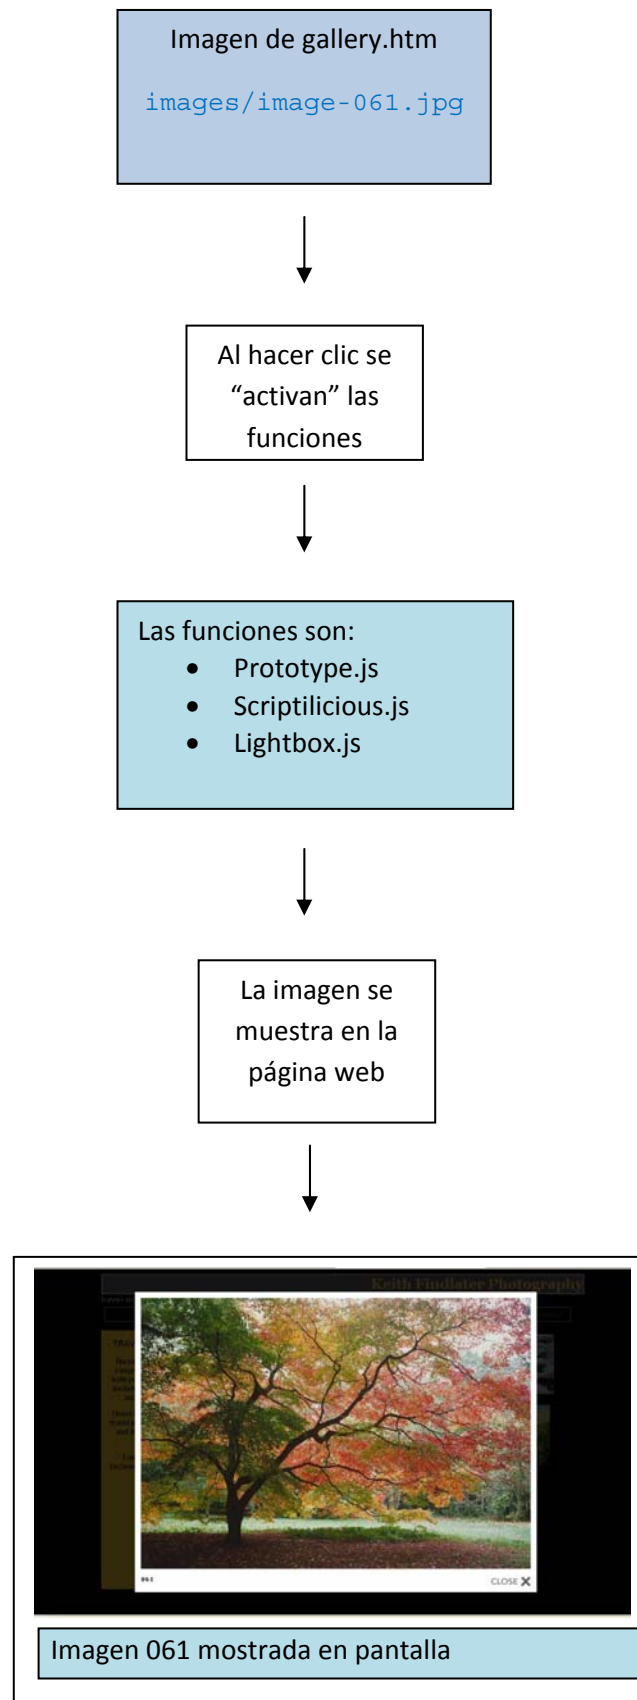 Imagen de gallery.htm
images/image-061.jpg
Al hacer clic se
“activan” las
funciones
Las funciones son:
• Prototype.js
• Scriptilicious.js
• Lightbox.js
La imagen se
muestra en la
página web
Keith Findlater Photography
CLOSE X
Imagen 061 mostrada en pantalla